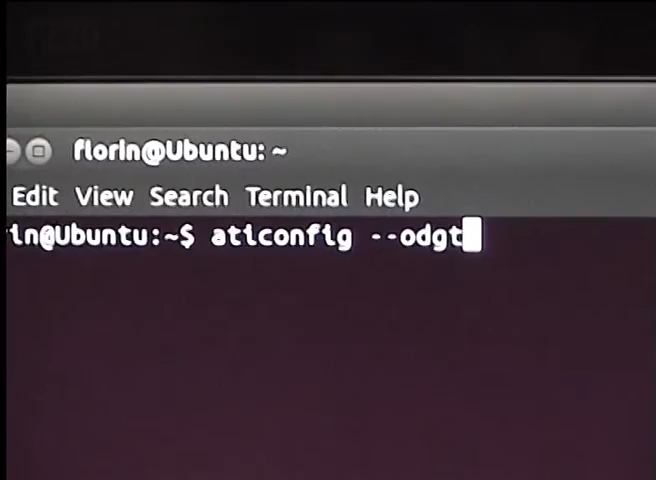 florin@Ubuntu: ~
Edit View Search Terminal Help
in@Ubuntu:~$ aticonfig --odgt